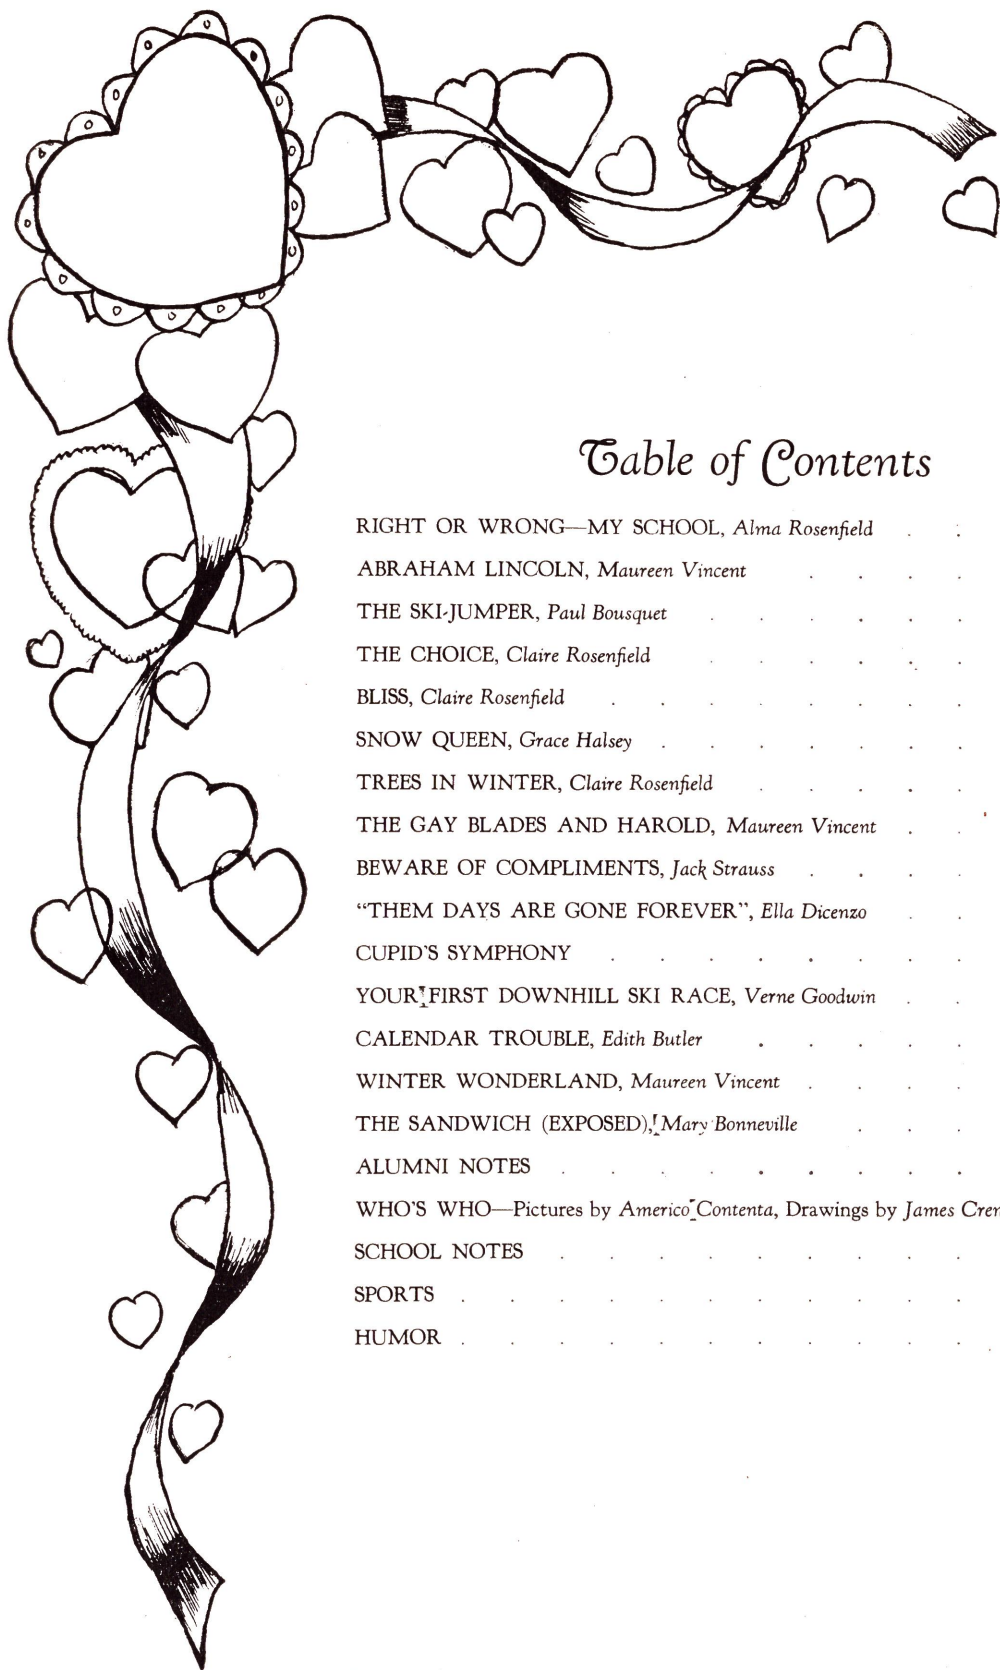 Table of Contents
RIGHT OR WRONG—MY SCHOOL, Alma Rosenfield . .
ABRAHAM LINCOLN, Maureen Vincent . . . .
THE SKI-JUMPER, Paul Bousquet . . . . . .
THE CHOICE, Claire Rosenfield . . . . . .
BLISS, Claire Rosenfield . . . . . . . .
SNOW QUEEN, Grace Halsey . . . . . . .
TREES IN WINTER, Claire Rosenfield . . . . .
THE GAY BLADES AND HAROLD, Maureen Vincent . .
BEWARE OF COMPLIMENTS, Jack Strauss . . . .
“THEM DAYS ARE GONE FOREVER”, Ella Dicenzo . .
CUPID'S SYMPHONY . . . . . . . .
YOUR FIRST DOWNHILL SKI RACE, Verne Goodwin . .
CALENDAR TROUBLE, Edith Butler . . . . .
WINTER WONDERLAND, Maureen Vincent . . . .
THE SANDWICH (EXPOSED), Mary Bonneville . . .
ALUMNI NOTES . . . . . . . . .
WHO'S WHO—Pictures by Americo Contenta, Drawings by James
SCHOOL NOTES . . . . . . . . .
SPORTS . . . . . . . . . . .
HUMOR . . . . . . . . . . .